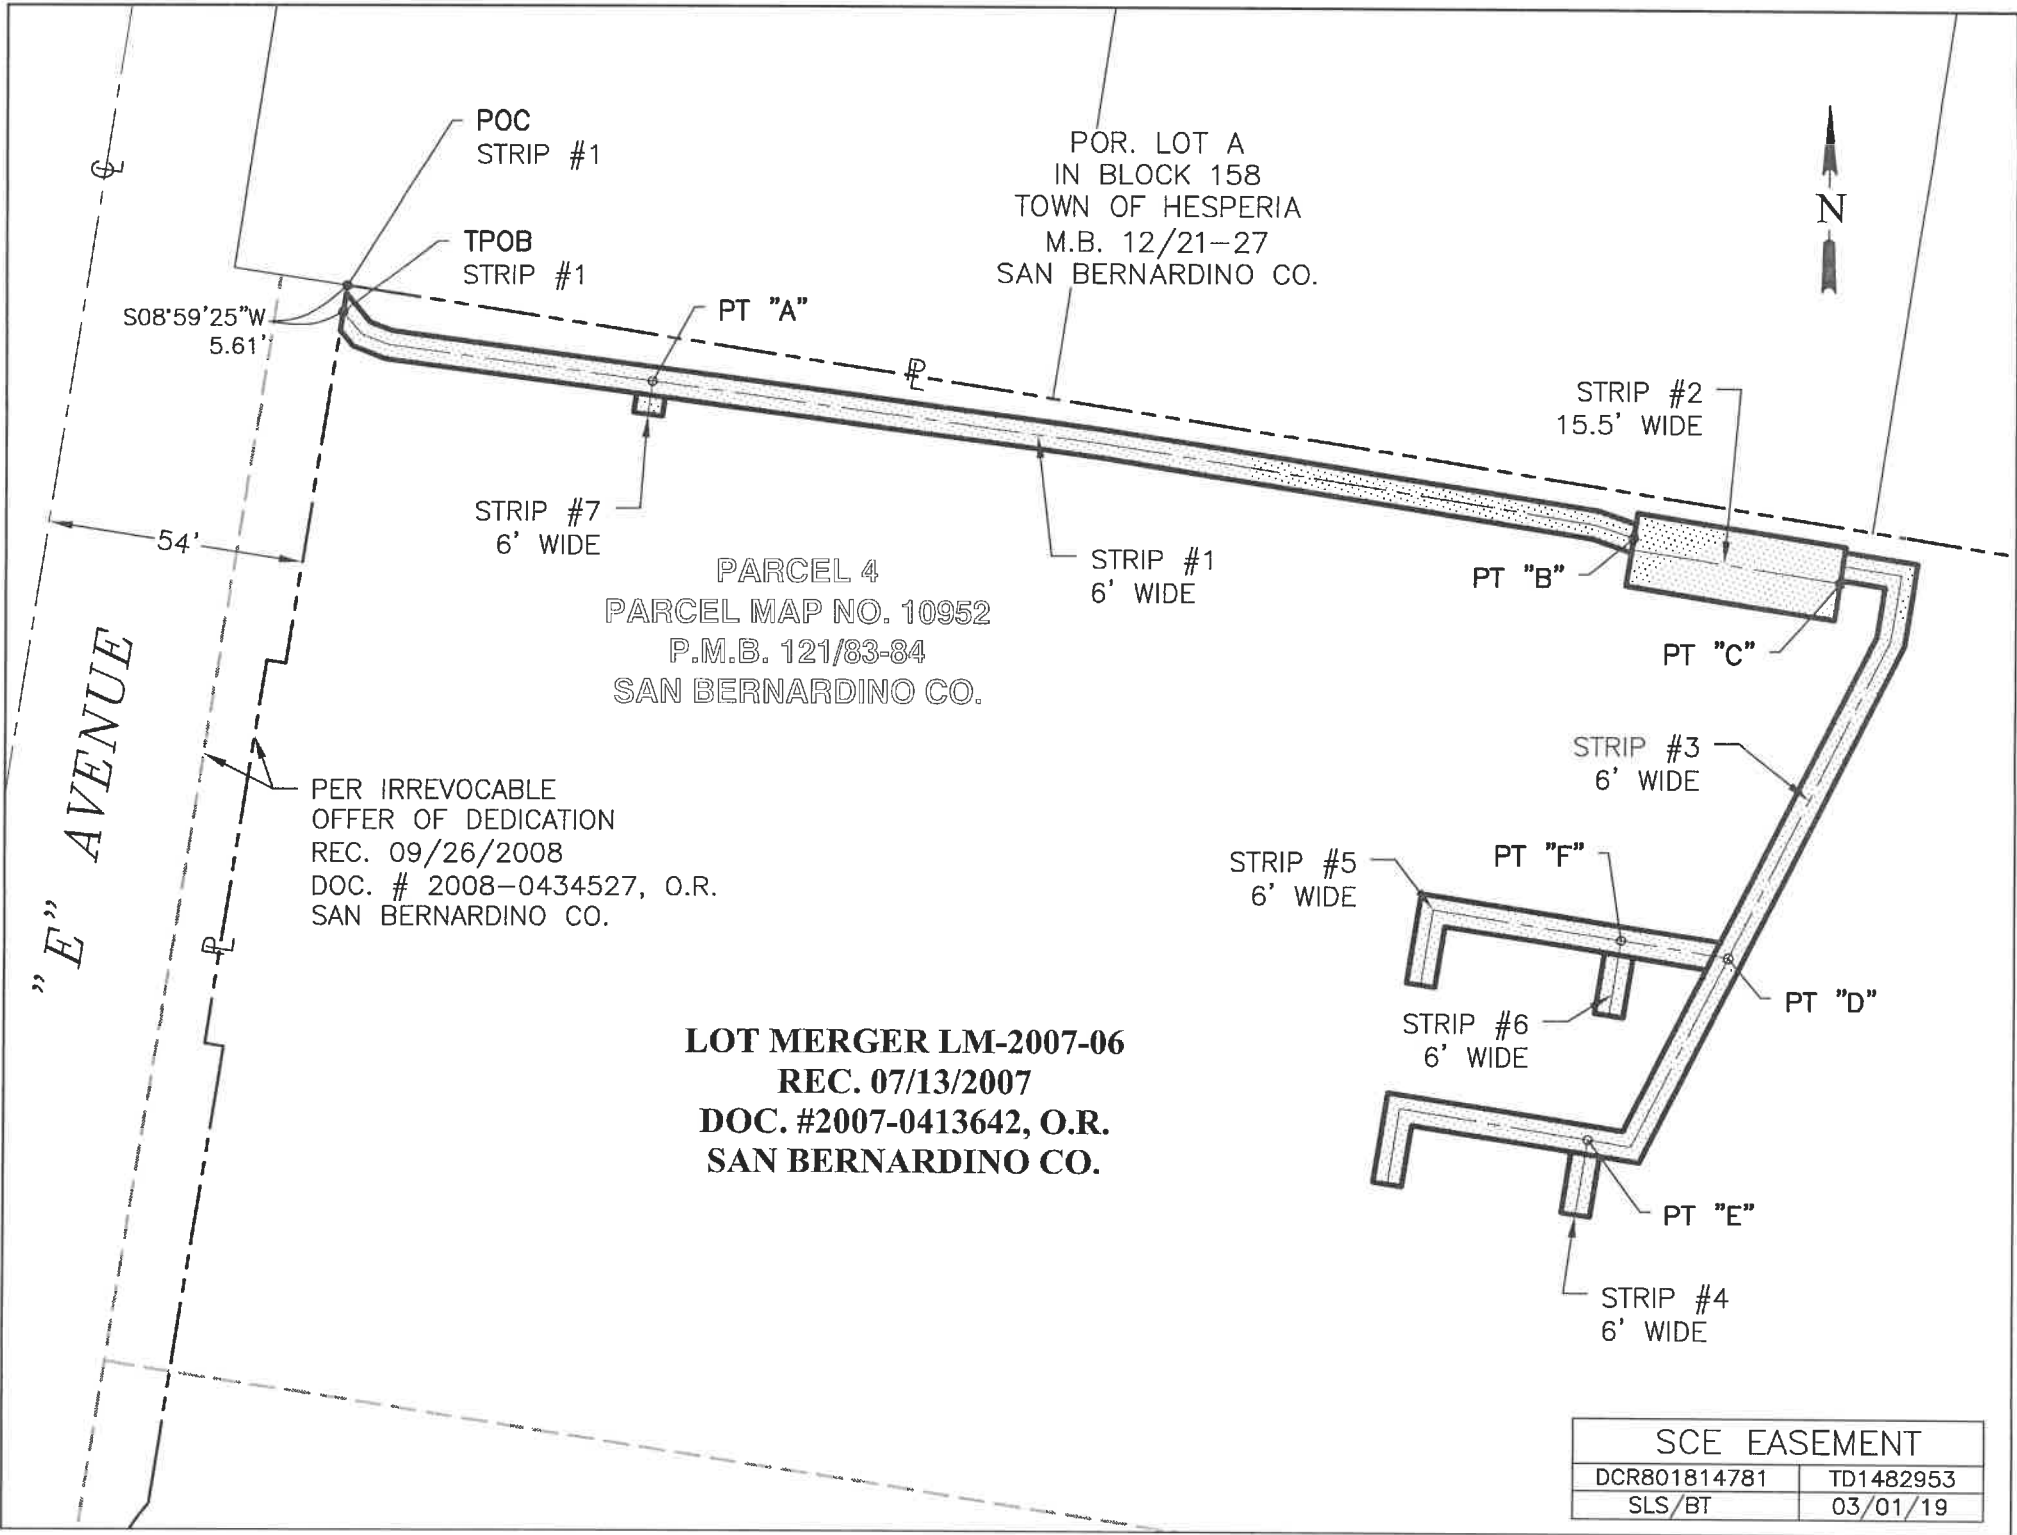 POC
STRIP #1
TPOB
STRIP #1
S08°59'25"W
5.61'
PT "A"
POR. LOT A
IN BLOCK 158
TOWN OF HESPERIA
M.B. 12/21-27
SAN BERNARDINO CO.
N
STRIP #2
15.5' WIDE
STRIP #7
6' WIDE
54'
PARCEL 4
PARCEL MAP NO. 10952
P.M.B. 121/83-84
SAN BERNARDINO CO.
STRIP #1
6' WIDE
PT "B"
PT "C"
"E" AVENUE
STRIP #3
6' WIDE
PER IRREVOCABLE
OFFER OF DEDICATION
REC. 09/26/2008
DOC. # 2008-0434527, O.R.
SAN BERNARDINO CO.
STRIP #5
6' WIDE
PT "F"
PT "D"
STRIP #6
6' WIDE
LOT MERGER LM-2007-06
REC. 07/13/2007
DOC. #2007-0413642, O.R.
SAN BERNARDINO CO.
PT "E"
STRIP #4
6' WIDE
SCE EASEMENT
DCR801814781 TD1482953
SLS/BT 03/01/19